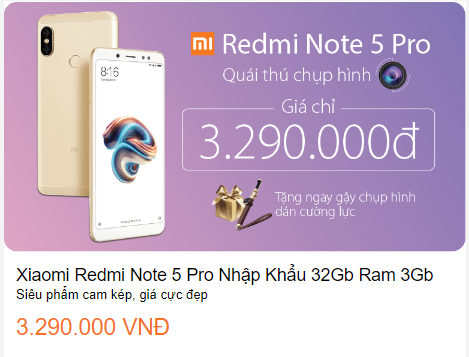 mi Redmi Note 5 Pro
Quái thú chụp hình
8:16
Giá chỉ
3.290.000đ
Tặng ngay gậy chụp hình
dán cường lực
Xiaomi Redmi Note 5 Pro Nhập Khẩu 32Gb Ram 3Gb
Siêu phẩm cam kép, giá cực đẹp
3.290.000 VNĐ